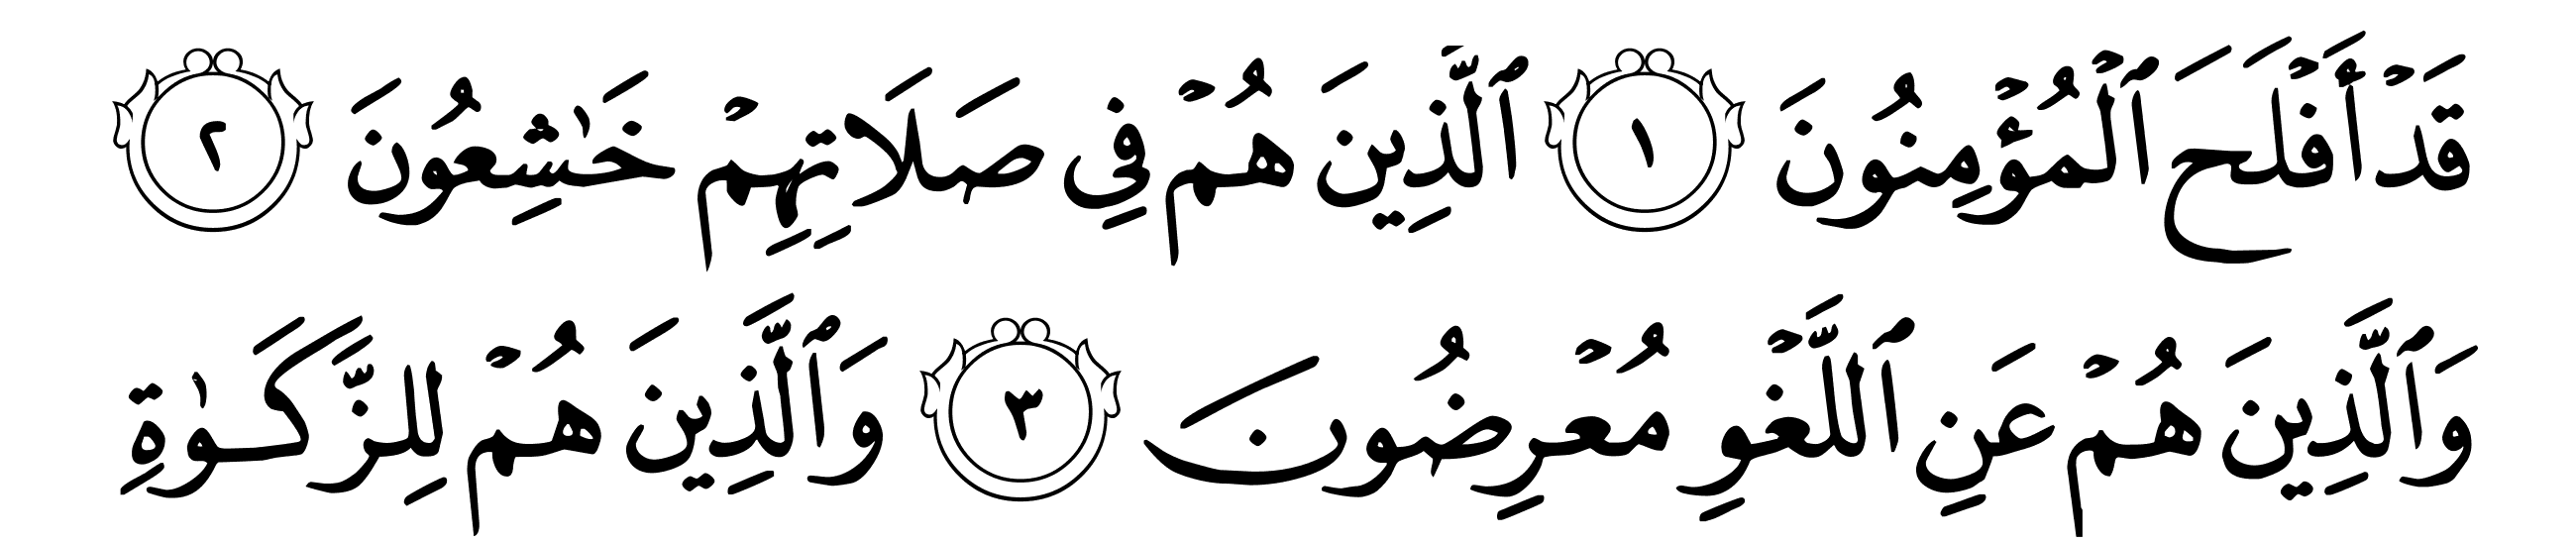 قَدْ أَفْلَحَ ٱلْمُؤْمِنُونَ ١ ٱلَّذِينَ هُمْ فِي صَلَاتِهِمْ خَٰشِعُونَ ٢
وَٱلَّذِينَ هُمْ عَنِ ٱللَّغْوِ مُعْرِضُونَ ٣ وَٱلَّذِينَ هُمْ لِلزَّكَوٰةِ